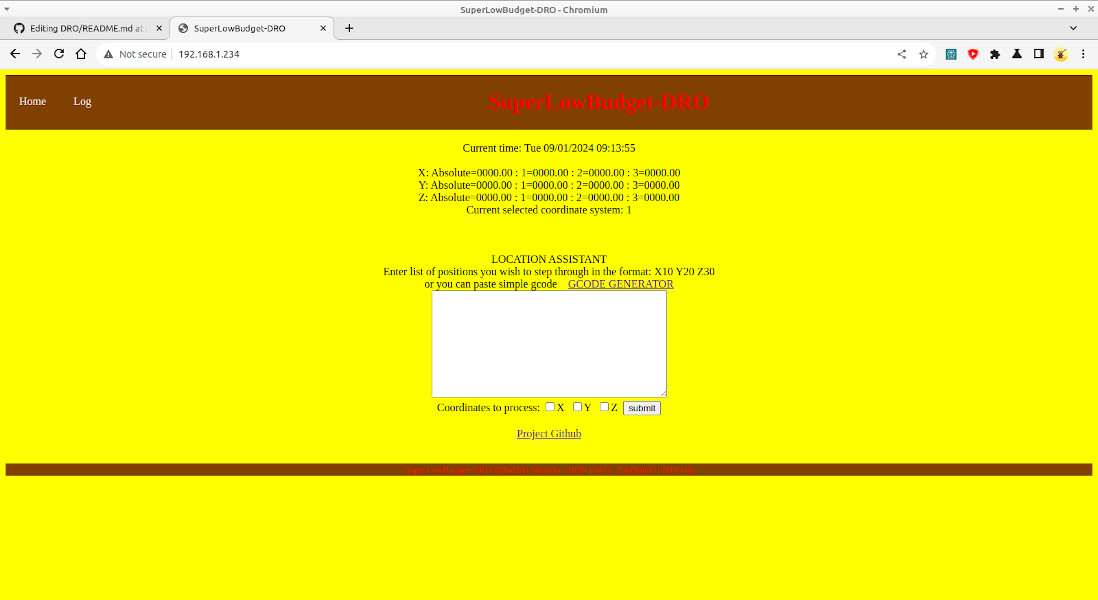 SuperLowBudget-DRO - Chromium
Editing DRO/README.md at
SuperLowBudget-DRO
Not secure 192.168.1.234
Home Log SuperLowBudget-DRO
Current time: Tue 09/01/2024 09:13:55
X: Absolute=0000.00 : 1=0000.00 : 2=0000.00 : 3=0000.00
Y: Absolute=0000.00 : 1=0000.00 : 2=0000.00 : 3=0000.00
Z: Absolute=0000.00 : 1=0000.00 : 2=0000.00 : 3=0000.00
Current selected coordinate system: 1
LOCATION ASSISTANT
Enter list of positions you wish to step through in the format: X10 Y20 Z30
or you can paste simple gcode GCODE GENERATOR
Coordinates to process: X Y Z submit
Project Github